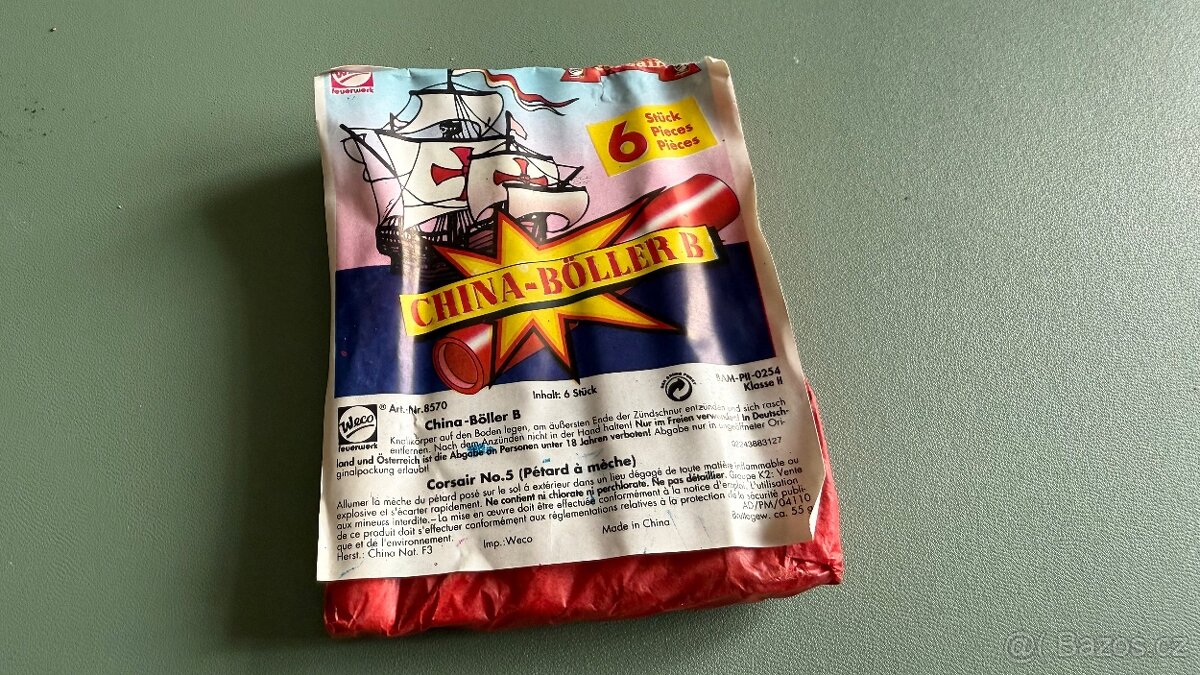 Weco
feuerwerk
6 Stück
Pieces
Pièces
CHINA-BÖLLER B
Inhalt: 6 Stück
BAM-PII-0254
Klasse II
Weco
feuerwerk
® Art.-Nr. 8570
China-Böller B
Knallkörper auf den Boden legen, am äußersten Ende der Zündschnur entzünden und sich rasch
entfernen. Nach dem Anzünden nicht in der Hand halten! Nur im Freien verwenden! In Deutsch-
land und Österreich ist die Abgabe an Personen unter 18 Jahren verboten! Abgabe nur in ungeöffneter Ori-
ginalpackung erlaubt!
02243883127
Corsair No.5 (Pétard à mèche)
Allumer la mèche du pétard posé sur le sol á extérieur dans un lieu dégagé de toute matière inflammable ou
explosive et s'écarter rapidement. Ne contient ni chlorate ni perchlorate. Ne pas détailler. Groupe K2: Vente
aux mineurs interdite.– La mise en œuvre doit être effectuée conformément à la notice d'emploi. L'utilisation
de ce produit doit s'effectuer conformément aux réglementations relatives à la protection de la sécurité publi-
que et de l'environnement.
AD/PM/04110
Herst.: China Nat. F3
Imp.:Weco
Made in China
Bruttogew. ca. 55 g
Bazos.cz